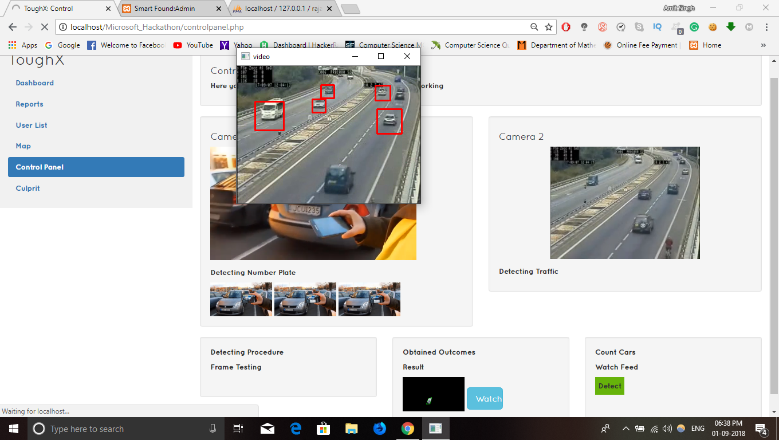 ToughX: Control
Smart Found:Admin
localhost / 127.0.0.1 / raj
Amit Singh
localhost/Microsoft_Hackathon/controlpanel.php
Apps
Google
Welcome to Faceboo
YouTube
Yahoo
Dashboard | Hackerf
Computer Science M
Computer Science G
Department of Mathe
Online Fee Payment |
Home
ToughX
Dashboard
Reports
User List
Map
Control Panel
Culprit
video
Contr
Here yo
orking
Came
Detecting Number Plate
Camera 2
Detecting Traffic
Detecting Procedure
Frame Testing
Obtained Outcomes
Result
Watch
Count Cars
Watch Feed
Detect
Waiting for localhost...
Type here to search
ENG
06:38 PM
01-09-2018